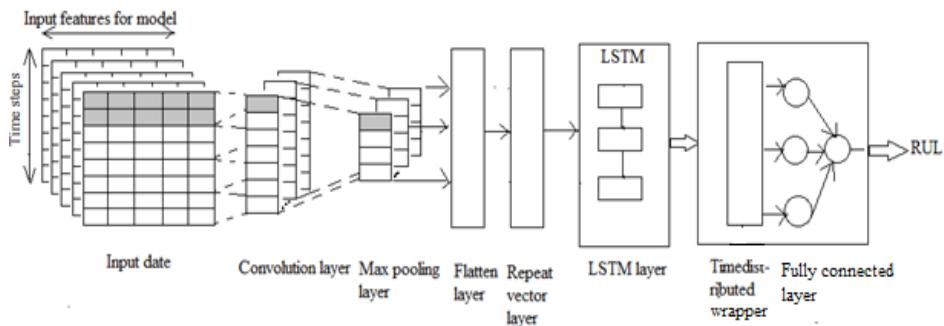 Input features for model
Time steps
LSTM
RUL
Input date
Convolution layer
Max pooling
layer
Flatten
layer
Repeat
vector
layer
LSTM layer
Timedist-
ributed
wrapper
Fully connected
layer